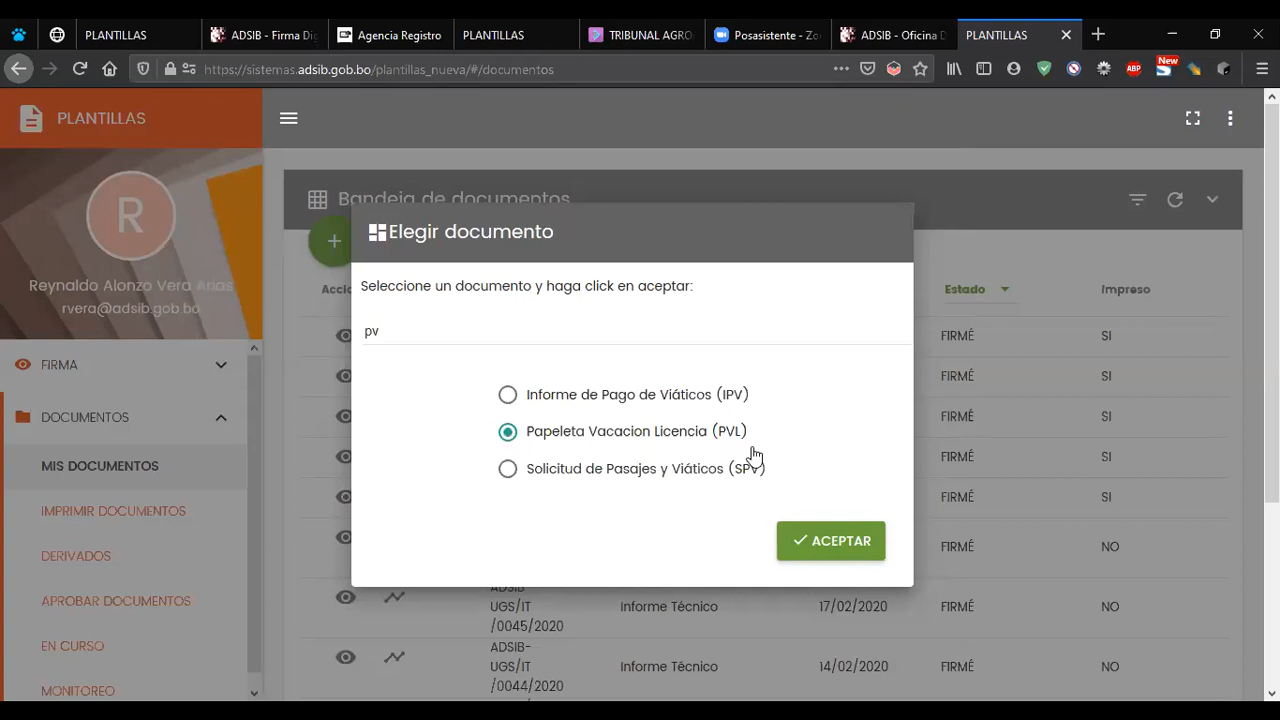 PLANTILLAS
ADSIB - Firma Dig
Agencia Registro
PLANTILLAS
TRIBUNAL AGRO
Posasistente - Zo
ADSIB - Oficina D
PLANTILLAS
https://sistemas.adsib.gob.bo/plantillas_nueva/#/documentos
ABP
New
S
PLANTILLAS
R
Reynaldo Alonzo Vera Arias
rvera@adsib.gob.bo
FIRMA
DOCUMENTOS
MIS DOCUMENTOS
IMPRIMIR DOCUMENTOS
DERIVADOS
APROBAR DOCUMENTOS
EN CURSO
MONITOREO
Bandeja de documentos
Elegir documento
Seleccione un documento y haga click en aceptar:
pv
Informe de Pago de Viáticos (IPV)
Papeleta Vacacion Licencia (PVL)
Solicitud de Pasajes y Viáticos (SPV)
ACEPTAR
Accio
Estado
Impreso
FIRMÉ
SI
FIRMÉ
SI
FIRMÉ
SI
FIRMÉ
SI
FIRMÉ
SI
FIRMÉ
NO
ADSIB-
UGS/IT
/0045/2020
Informe Técnico
17/02/2020
FIRMÉ
NO
ADSIB-
UGS/IT
/0044/2020
Informe Técnico
14/02/2020
FIRMÉ
NO